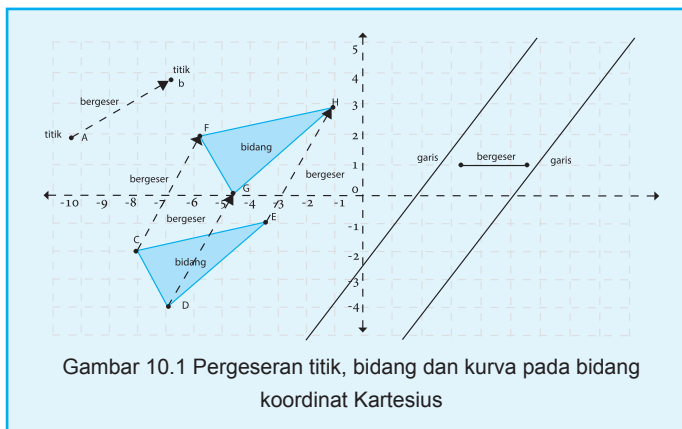 5
titik
b
4
bergeser
H
3
titik
A
F
2
bidang
garis
bergeser
garis
1
bergeser
bergeser
G
0
-10 -9 -8 -7 -6 -5 -4 -3 -2 -1
bergeser
E
-1
C
bidang
-2
-3
D
-4
Gambar 10.1 Pergeseran titik, bidang dan kurva pada bidang
koordinat Kartesius